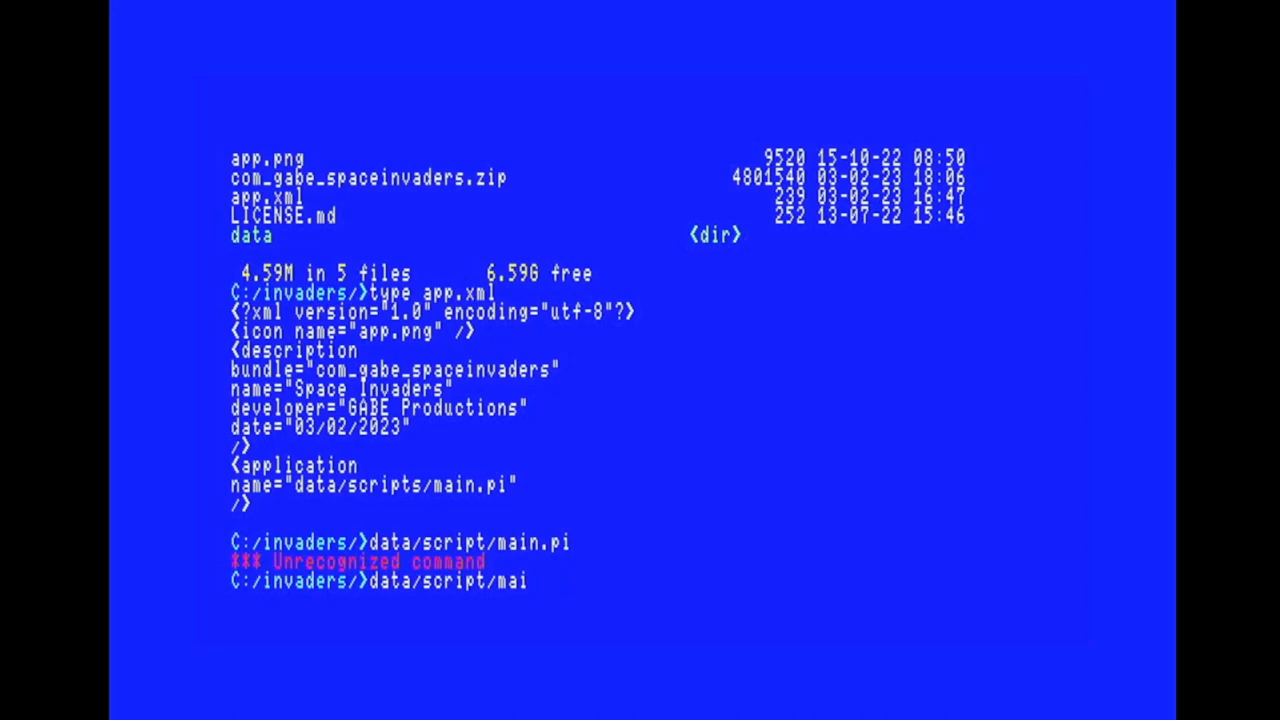 app.png 9520 15-10-22 08:50
com_gabe_spaceinvaders.zip 4801540 03-02-23 18:06
app.xml 239 03-02-23 16:47
LICENSE.md 252 13-07-22 15:46
data <dir>
4.59M in 5 files 6.59G free
C:/invaders/>type app.xml
<?xml version="1.0" encoding="utf-8"?>
<icon name="app.png" />
<description
bundle="com_gabe_spaceinvaders"
name="Space Invaders"
developer="GABE Productions"
date="03/02/2023"
/>
<application
name="data/scripts/main.pi"
/>
C:/invaders/>data/script/main.pi
*** Unrecognized command
C:/invaders/>data/script/mai